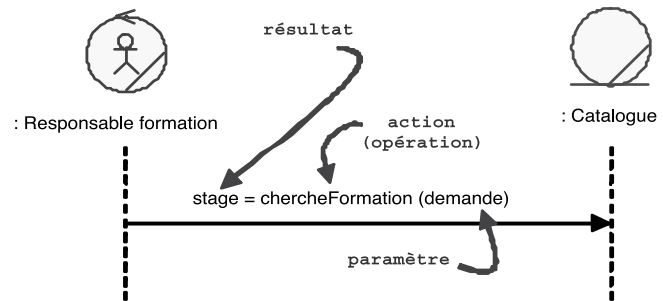 résultat
: Responsable formation
action
(opération)
: Catalogue
stage = chercheFormation (demande)
paramètre